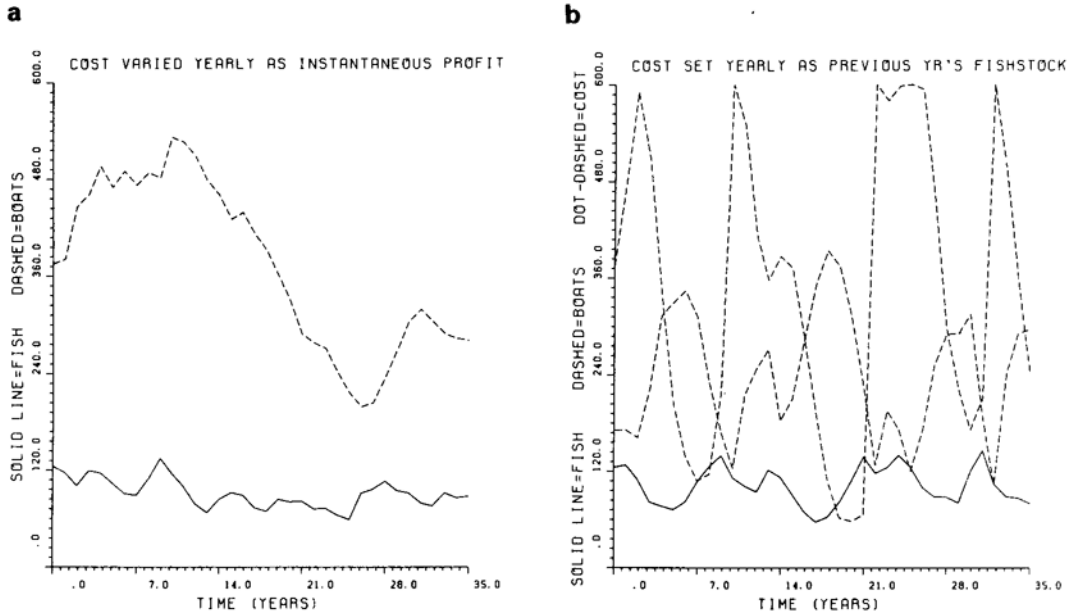 a
COST VARIED YEARLY AS INSTANTANEOUS PROFIT
600.0
480.0
360.0
240.0
120.0
.0
SOLID LINE=FISH DASHED=BOATS
.0 7.0 14.0 21.0 28.0 35.0
TIME (YEARS)
b
COST SET YEARLY AS PREVIOUS YR'S FISHSTOCK
600.0
480.0
360.0
240.0
120.0
.0
SOLID LINE=FISH DASHED=BOATS DOT-DASHED=COST
.0 7.0 14.0 21.0 28.0 35.0
TIME (YEARS)